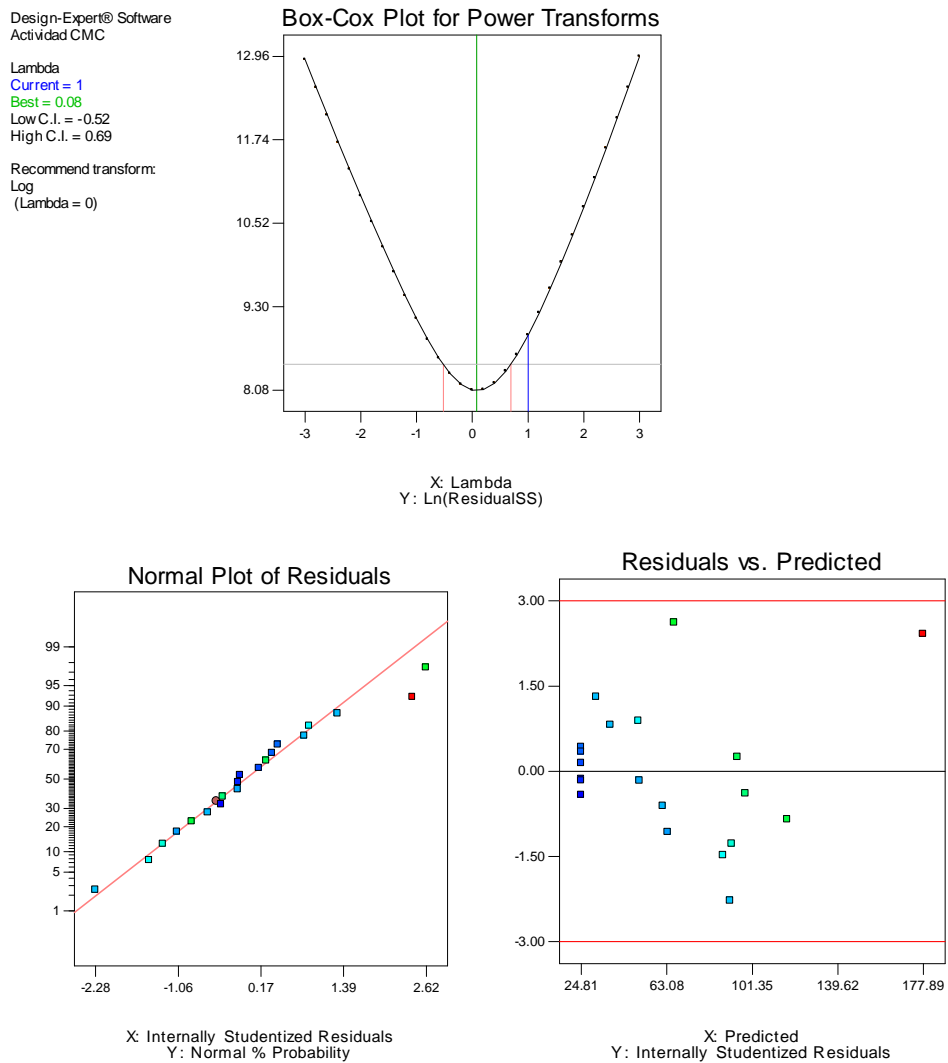 Design-Expert® Software
Actividad CMC
Lambda
Current = 1
Best = 0.08
Low C.I. = -0.52
High C.I. = 0.69
Recommend transform:
Log
(Lambda = 0)
Box-Cox Plot for Power Transforms
12.96
11.74
10.52
9.30
8.08
-3 -2 -1 0 1 2 3
X: Lambda
Y: Ln(ResidualSS)
Normal Plot of Residuals
99
95
90
80
70
50
30
20
10
5
1
-2.28 -1.06 0.17 1.39 2.62
X: Internally Studentized Residuals
Y: Normal % Probability
Residuals vs. Predicted
3.00
1.50
0.00
-1.50
-3.00
24.81 63.08 101.35 139.62 177.89
X: Predicted
Y: Internally Studentized Residuals